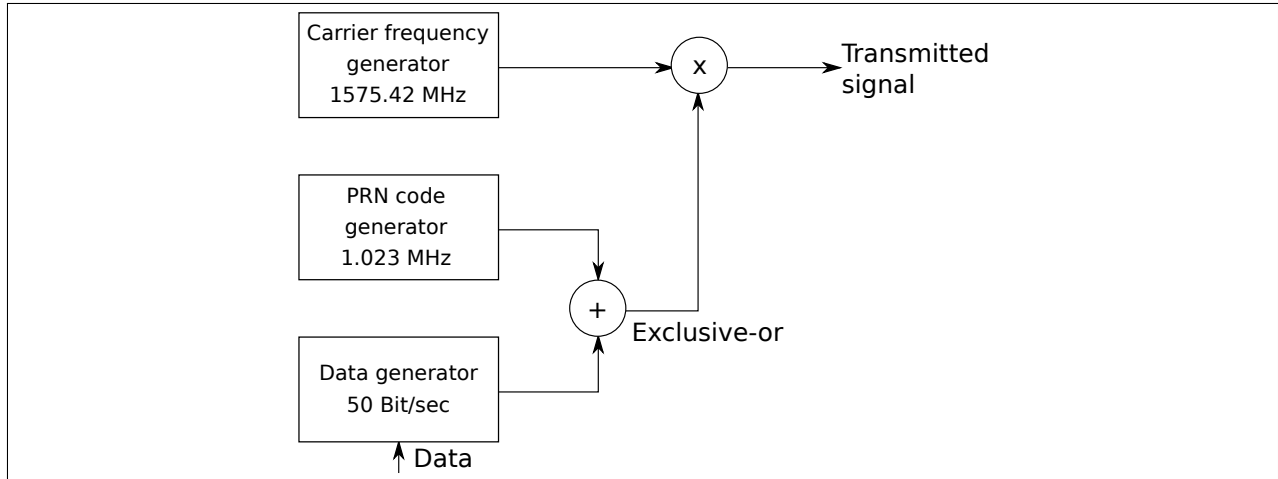 Carrier frequency
generator
1575.42 MHz
x
Transmitted
signal
PRN code
generator
1.023 MHz
+
Exclusive-or
Data generator
50 Bit/sec
Data